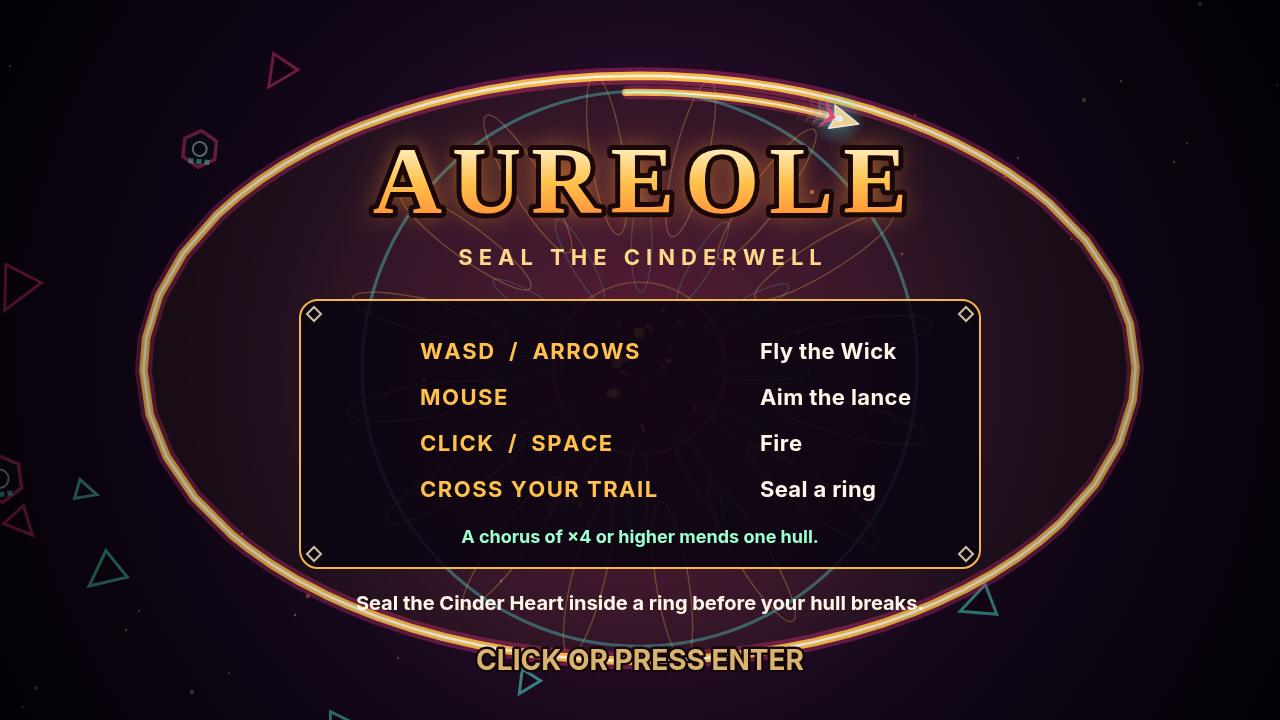 AUREOLE
SEAL THE CINDERWELL
WASD / ARROWS Fly the Wick
MOUSE Aim the lance
CLICK / SPACE Fire
CROSS YOUR TRAIL Seal a ring
A chorus of ×4 or higher mends one hull.
Seal the Cinder Heart inside a ring before your hull breaks.
CLICK OR PRESS ENTER